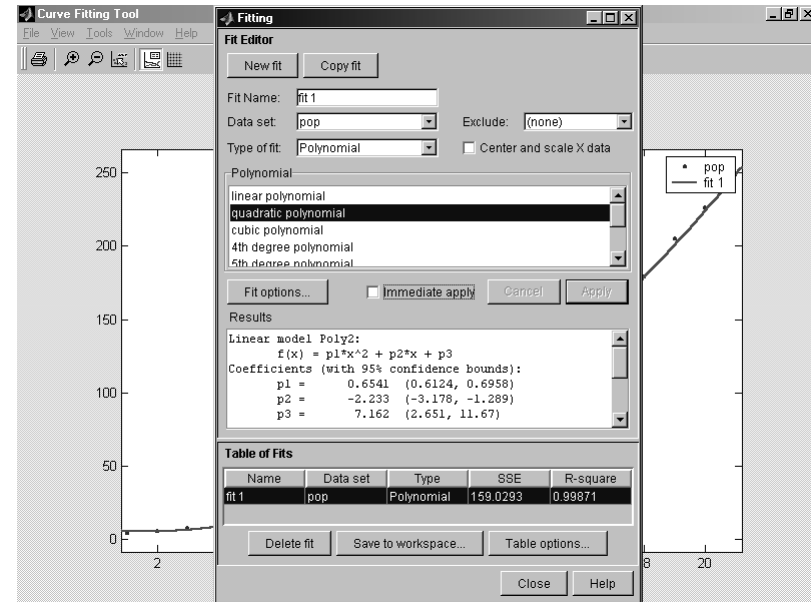 Curve Fitting Tool
File View Tools Window Help
Fitting
Fit Editor
New fit Copy fit
Fit Name: fit 1
Data set: pop Exclude: (none)
Type of fit: Polynomial Center and scale X data
Polynomial
linear polynomial
quadratic polynomial
cubic polynomial
4th degree polynomial
5th degree polynomial
Fit options... Immediate apply Cancel Apply
Results
Linear model Poly2:
f(x) = p1*x^2 + p2*x + p3
Coefficients (with 95% confidence bounds):
p1 = 0.6541 (0.6124, 0.6958)
p2 = -2.233 (-3.178, -1.289)
p3 = 7.162 (2.651, 11.67)
Table of Fits
Name Data set Type SSE R-square
fit 1 pop Polynomial 159.0293 0.99871
Delete fit Save to workspace... Table options...
Close Help
250
200
150
100
50
0
2
8 20
pop
fit 1